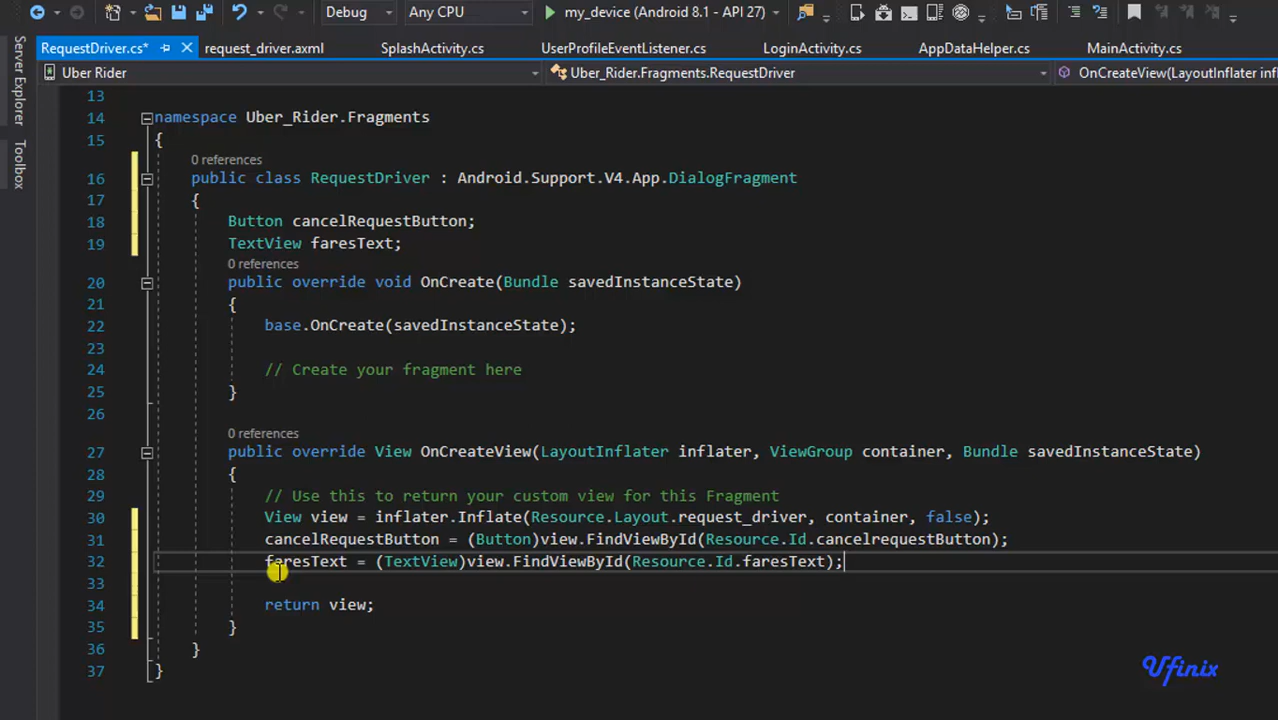 Debug Any CPU my_device (Android 8.1 - API 27)
RequestDriver.cs* request_driver.axml SplashActivity.cs UserProfileEventListener.cs LoginActivity.cs AppDataHelper.cs MainActivity.cs
Uber Rider Uber_Rider.Fragments.RequestDriver OnCreateView(LayoutInflater infl
Server Explorer
Toolbox
13
14 namespace Uber_Rider.Fragments
15 {
0 references
16 public class RequestDriver : Android.Support.V4.App.DialogFragment
17 {
18 Button cancelRequestButton;
19 TextView faresText;
0 references
20 public override void OnCreate(Bundle savedInstanceState)
21 {
22 base.OnCreate(savedInstanceState);
23
24 // Create your fragment here
25 }
26
0 references
27 public override View OnCreateView(LayoutInflater inflater, ViewGroup container, Bundle savedInstanceState)
28 {
29 // Use this to return your custom view for this Fragment
30 View view = inflater.Inflate(Resource.Layout.request_driver, container, false);
31 cancelRequestButton = (Button)view.FindViewById(Resource.Id.cancelrequestButton);
32 faresText = (TextView)view.FindViewById(Resource.Id.faresText);
33
34 return view;
35 }
36 }
37 }
Ufinix